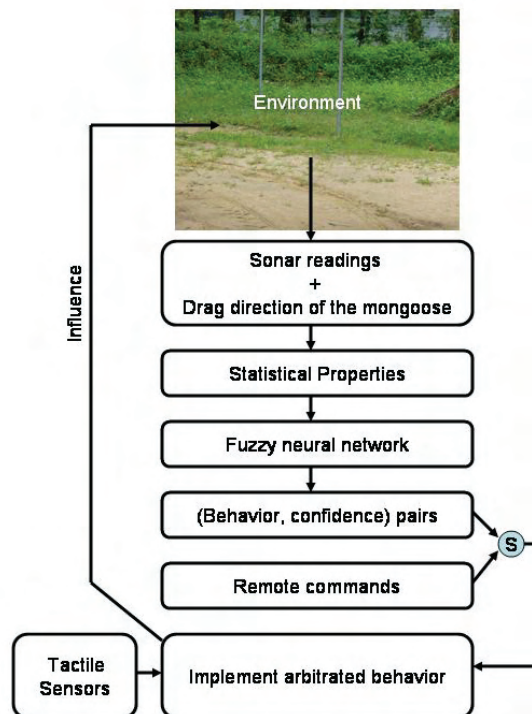 Environment
Sonar readings
+
Drag direction of the mongoose
Influence
Statistical Properties
Fuzzy neural network
(Behavior, confidence) pairs
S
Remote commands
Tactile
Sensors
Implement arbitrated behavior